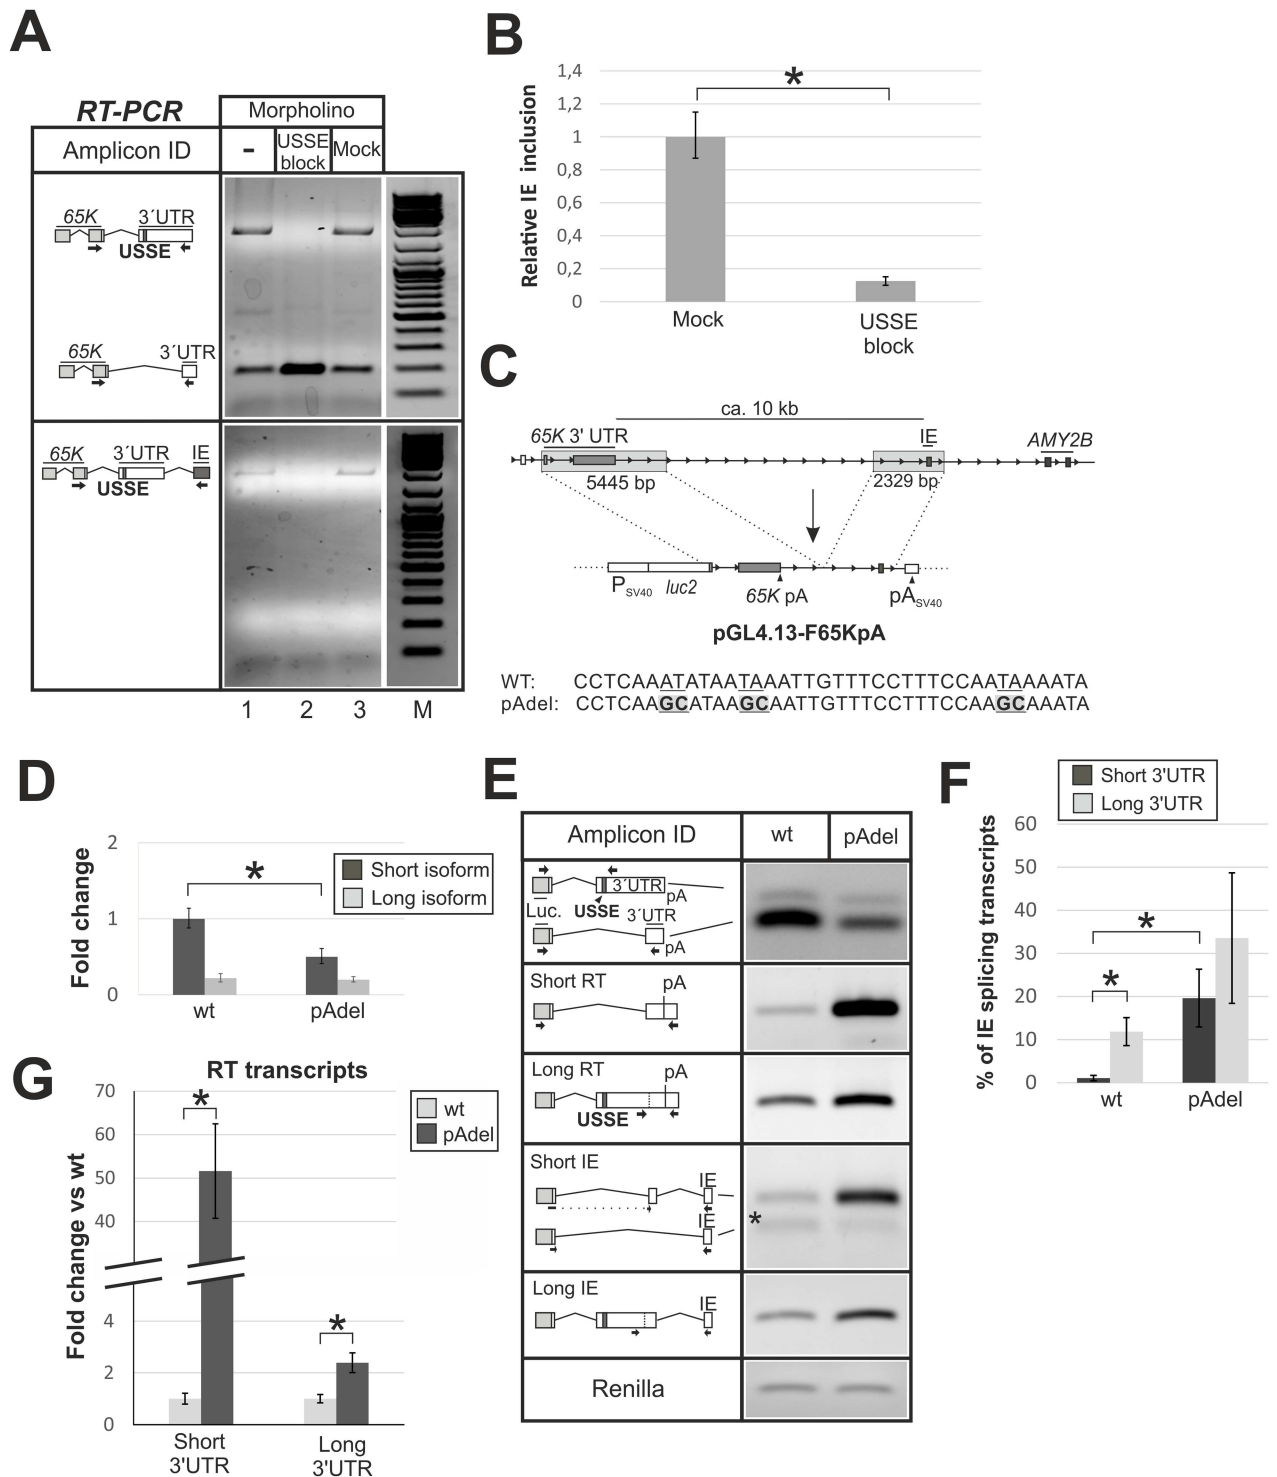 A
RT-PCR
Morpholino
Amplicon ID
-
USSE block
Mock
65K
3´UTR
USSE
65K
3´UTR
65K
3´UTR
IE
USSE
1 2 3 M
B
Relative IE inclusion
1,4
1,2
1
0,8
0,6
0,4
0,2
0
*
Mock
USSE block
C
ca. 10 kb
65K 3' UTR
IE
AMY2B
5445 bp
2329 bp
PSV40
luc2
65K pA
pASV40
pGL4.13-F65KpA
WT: CCTCAAATATAATAAATTGTTTCCTTTCCAATAAAATA
pAdel: CCTCAAGCATAAGCAATTGTTTCCTTTCCAAGCAAATA
D
Fold change
2
1
0
*
Short isoform
Long isoform
wt
pAdel
E
Amplicon ID
wt
pAdel
3´UTR
pA
Luc.
USSE
3´UTR
pA
Short RT
pA
Long RT
pA
USSE
Short IE
IE
*
IE
Long IE
IE
Renilla
F
Short 3'UTR
Long 3'UTR
% of IE splicing transcripts
60
50
40
30
20
10
0
*
*
wt
pAdel
G
RT transcripts
Fold change vs wt
70
60
50
40
4
2
0
*
*
wt
pAdel
Short 3'UTR
Long 3'UTR